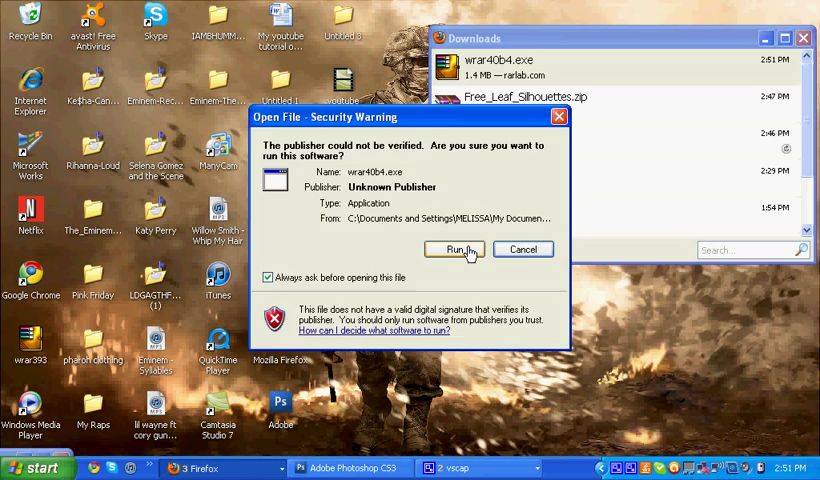 Recycle Bin
avast! Free
Antivirus
Skype
IAMBHUMM...
My youtube
tutorial o...
Untitled 3
Internet
Explorer
Ke$ha-Can...
Eminem-Rec...
Eminem-The...
Untitled 1
youtube
Microsoft
Works
Rihanna-Loud
Selena Gomez
and the Scene
ManyCam
Netflix
The_Eminem...
Katy Perry
Willow Smith -
Whip My Hair
Google Chrome
Pink Friday
LDGAGTHF...
(1)
iTunes
wrar393
pharoh clothing
Eminem -
Syllables
QuickTime
Player
Mozilla Firefox
Windows Media
Player
My Raps
lil wayne ft
cory gun...
Camtasia
Studio 7
Ps
Adobe
Downloads
wrar40b4.exe
2:51 PM
1.4 MB — rarlab.com
Free_Leaf_Silhouettes.zip
2:47 PM
2:46 PM
2:29 PM
1:54 PM
Search...
Open File - Security Warning
The publisher could not be verified. Are you sure you want to
run this software?
Name: wrar40b4.exe
Publisher: Unknown Publisher
Type: Application
From: C:\Documents and Settings\MELISSA\My Documen...
Run
Cancel
Always ask before opening this file
This file does not have a valid digital signature that verifies its
publisher. You should only run software from publishers you trust.
How can I decide what software to run?
start
3 Firefox
Ps Adobe Photoshop CS3
2 vscap
2:51 PM